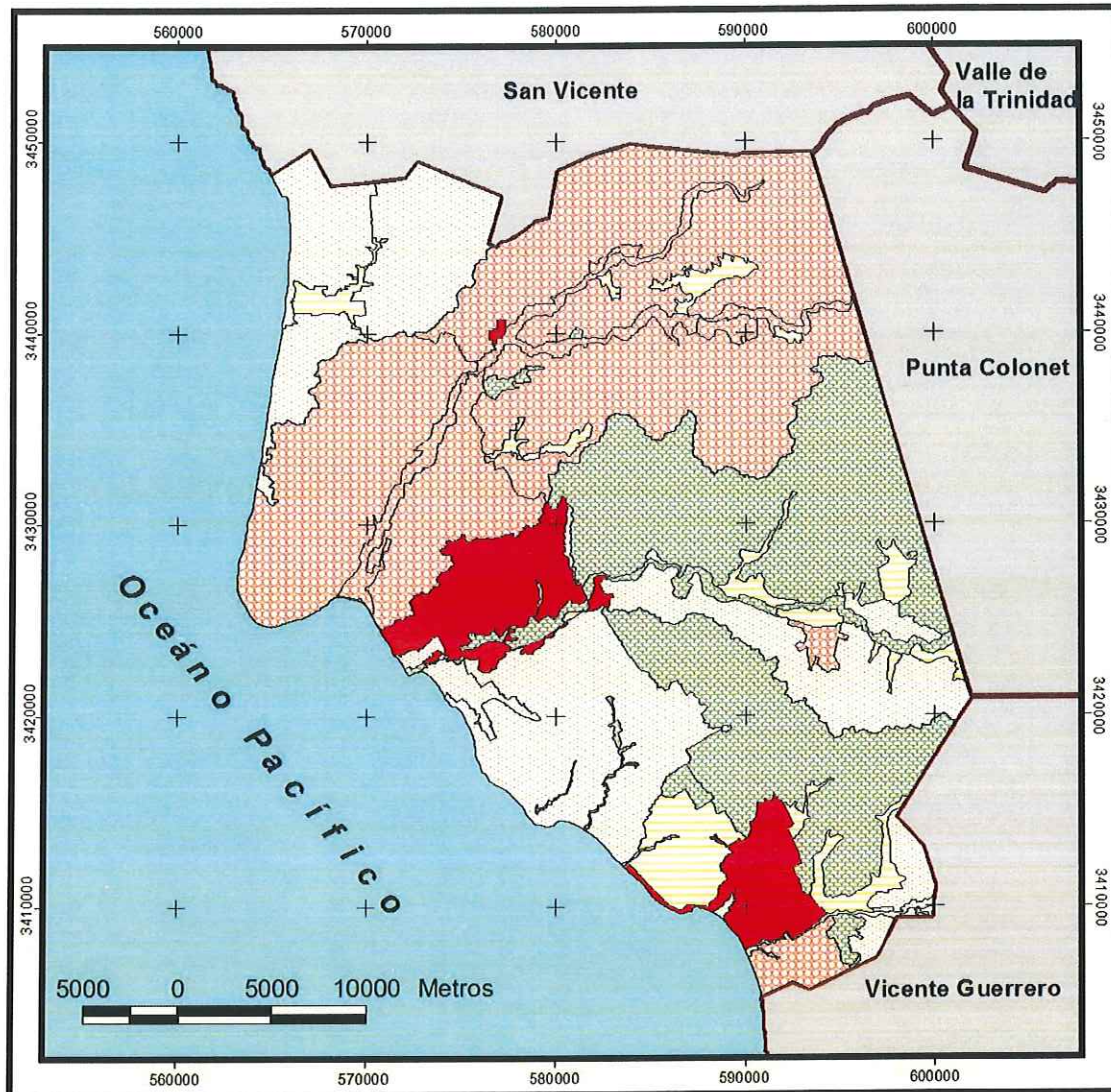 560000 570000 580000 590000 600000
San Vicente
Valle de
la Trinidad
3450000 3450000
3440000 3440000
Punta Colonet
3430000 3430000
Oceáno Pacífico
3420000 3420000
3410000 3410000
5000 0 5000 10000 Metros
Vicente Guerrero
560000 570000 580000 590000 600000